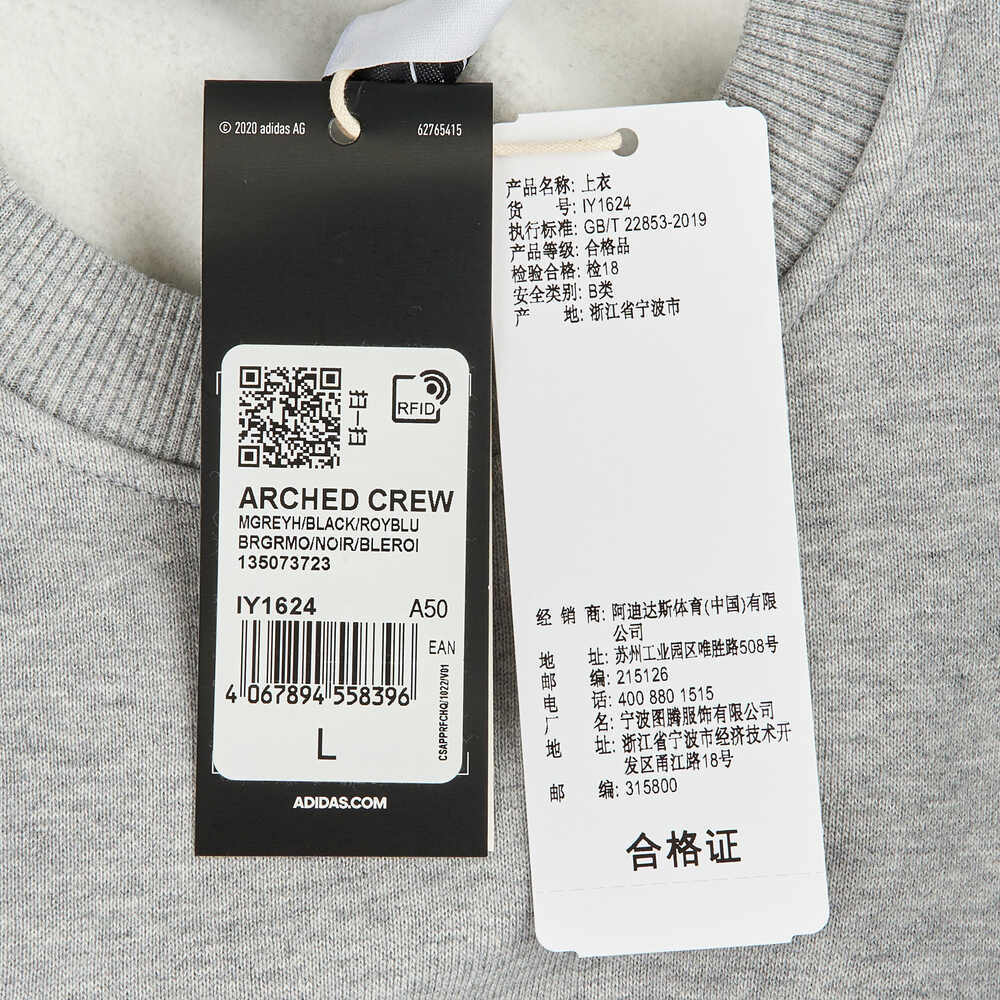 © 2020 adidas AG
62765415
扫一扫
RFID
ARCHED CREW
MGREYH/BLACK/ROYBLU
BRGRMO/NOIR/BLEROI
135073723
IY1624
A50
EAN
4 067894 558396
CSAPPRFCHQ/1022/V01
L
ADIDAS.COM
产品名称: 上衣
货 号: IY1624
执行标准: GB/T 22853-2019
产品等级: 合格品
检验合格: 检18
安全类别: B类
产 地: 浙江省宁波市
经 销 商: 阿迪达斯体育(中国)有限
公司
地 址: 苏州工业园区唯胜路508号
邮 编: 215126
电 话: 400 880 1515
厂 名: 宁波图腾服饰有限公司
地 址: 浙江省宁波市经济技术开
发区甬江路18号
邮 编: 315800
合格证